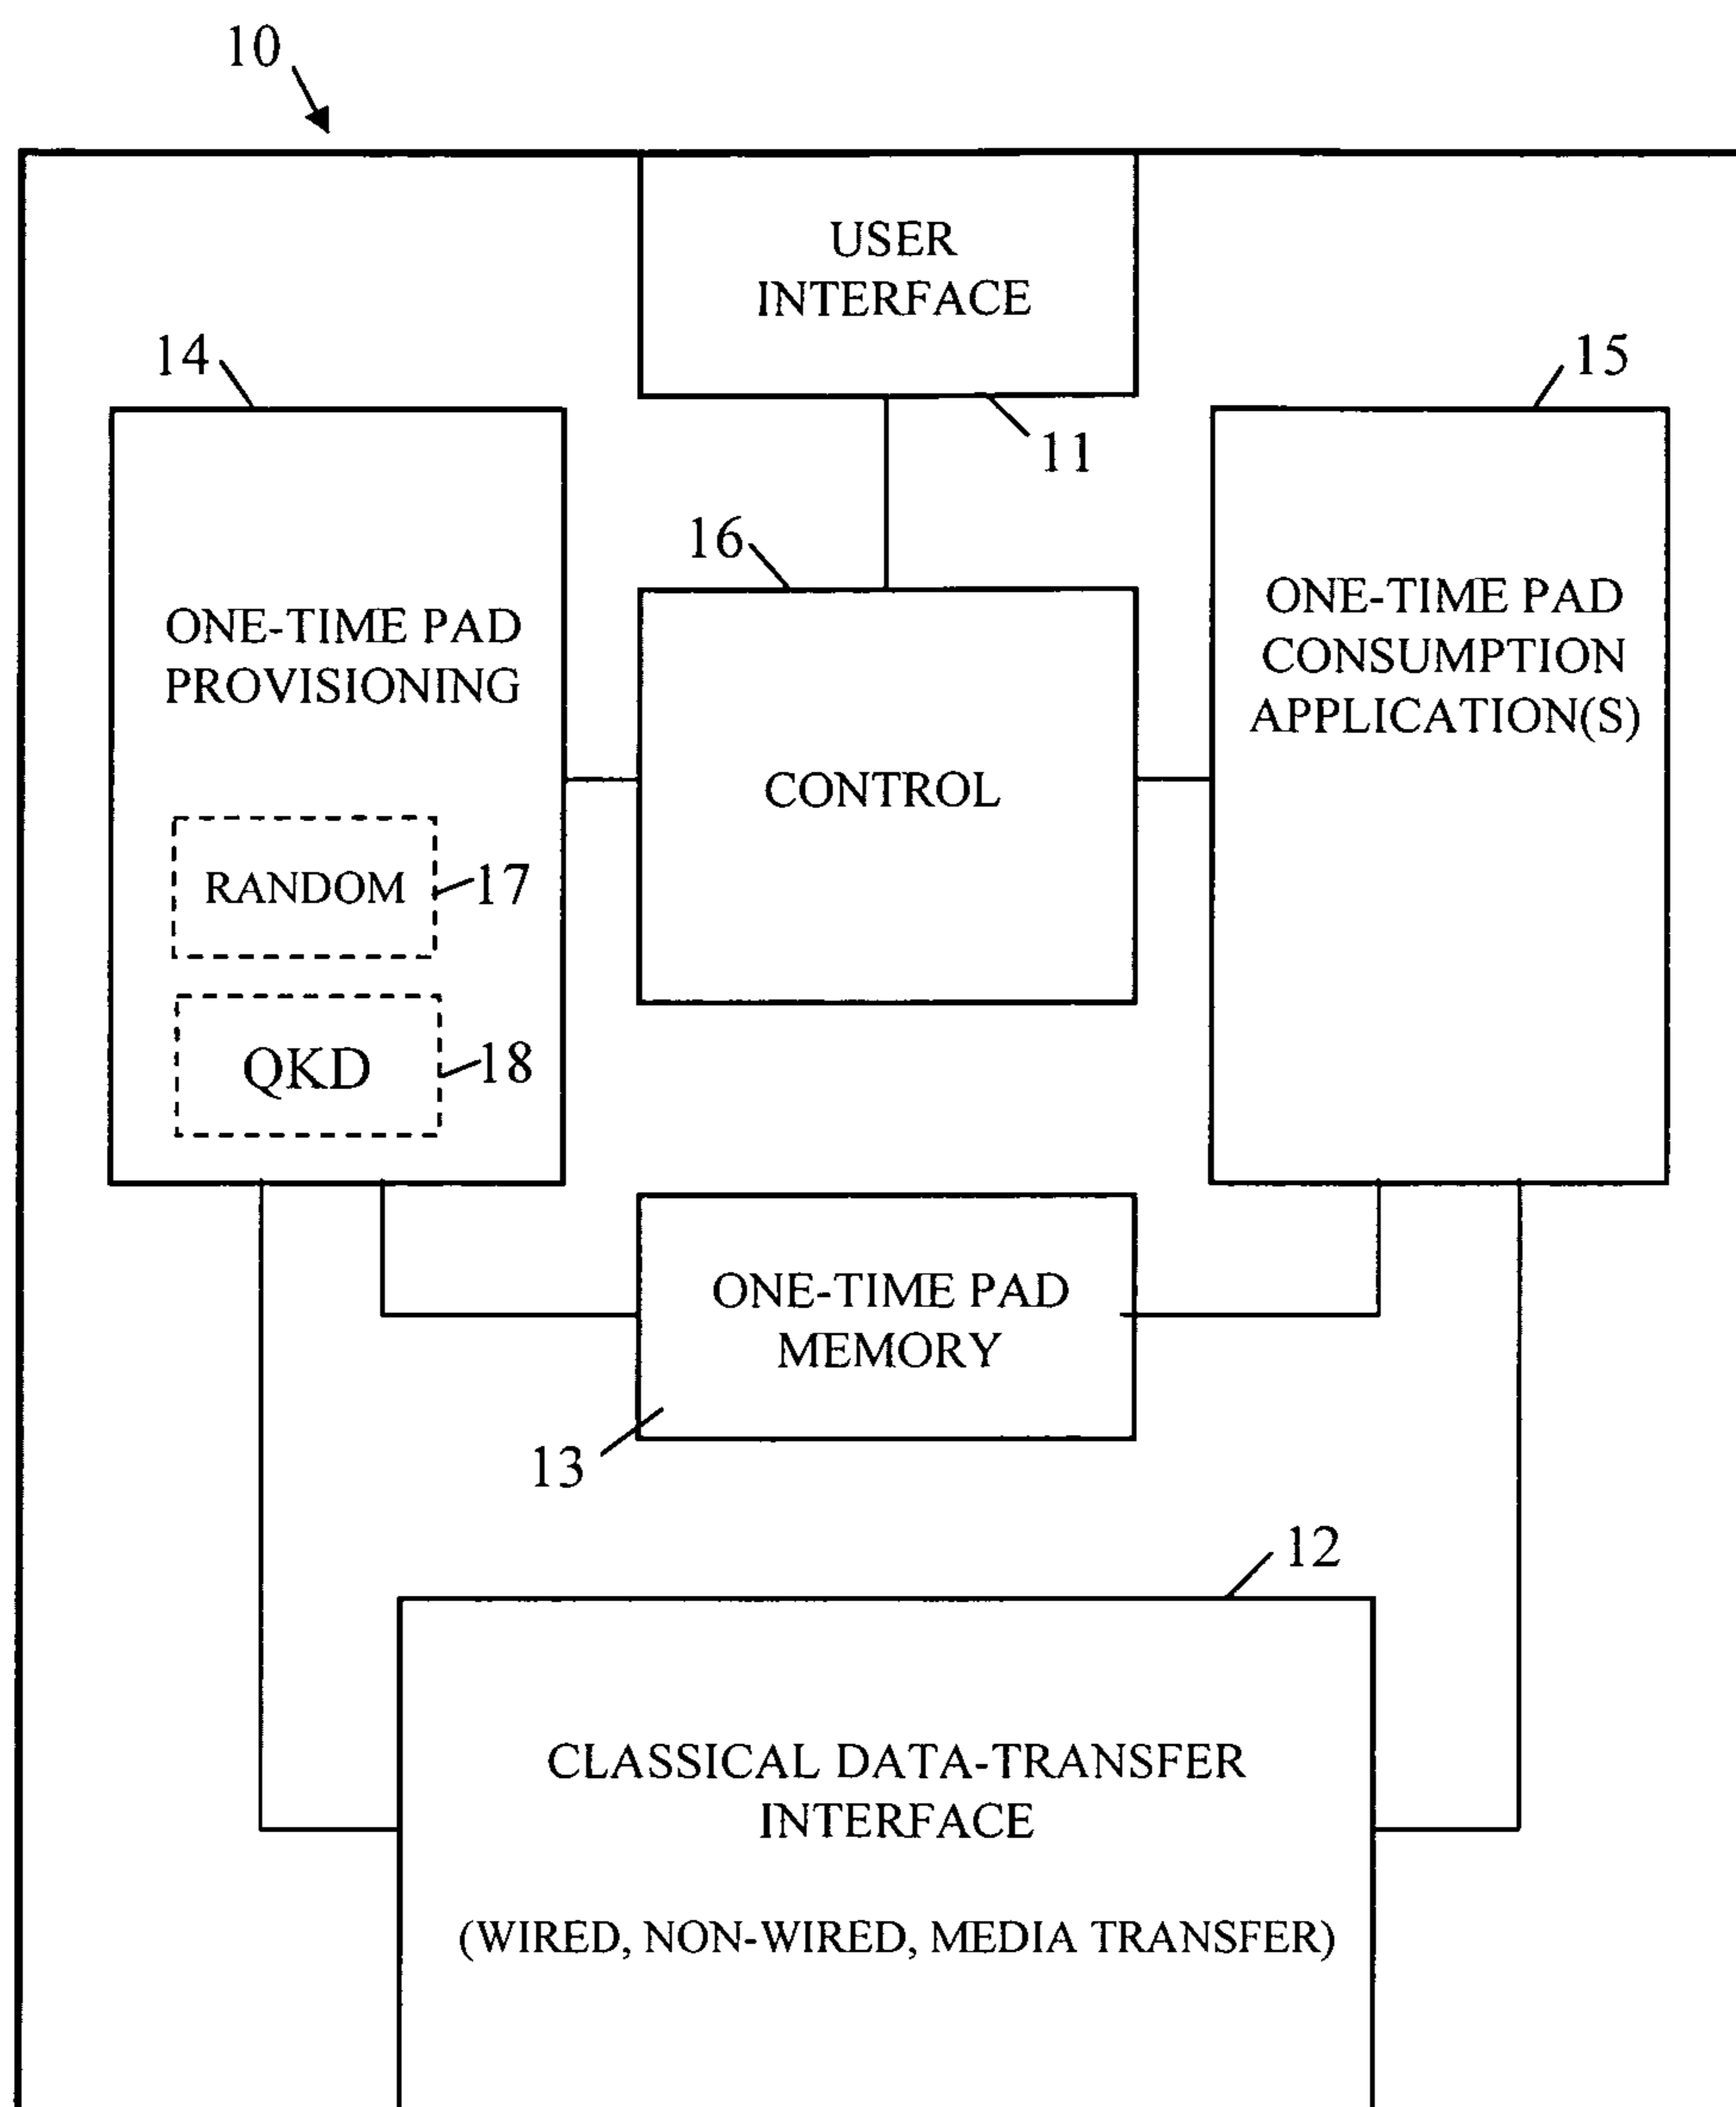 10
USER
INTERFACE
14
15
11
16
ONE-TIME PAD
PROVISIONING
ONE-TIME PAD
CONSUMPTION
APPLICATION(S)
CONTROL
RANDOM
17
QKD
18
ONE-TIME PAD
MEMORY
13
12
CLASSICAL DATA-TRANSFER
INTERFACE
(WIRED, NON-WIRED, MEDIA TRANSFER)